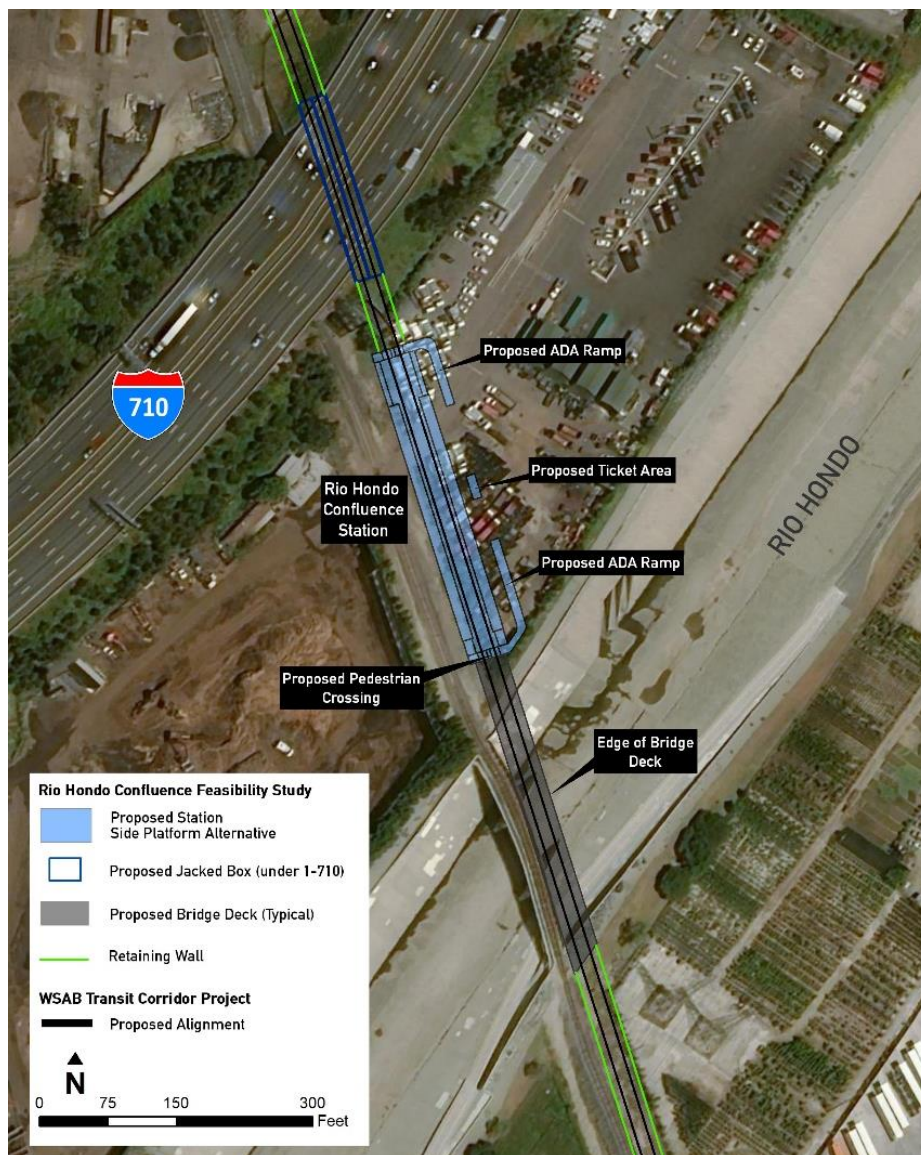 710
Proposed ADA Ramp
Proposed Ticket Area
Rio Hondo
Confluence
Station
RIO HONDO
Proposed ADA Ramp
Proposed Pedestrian
Crossing
Edge of Bridge
Deck
Rio Hondo Confluence Feasibility Study
Proposed Station
Side Platform Alternative
Proposed Jacked Box (under 1-710)
Proposed Bridge Deck (Typical)
Retaining Wall
WSAB Transit Corridor Project
Proposed Alignment
N
0 75 150 300
Feet